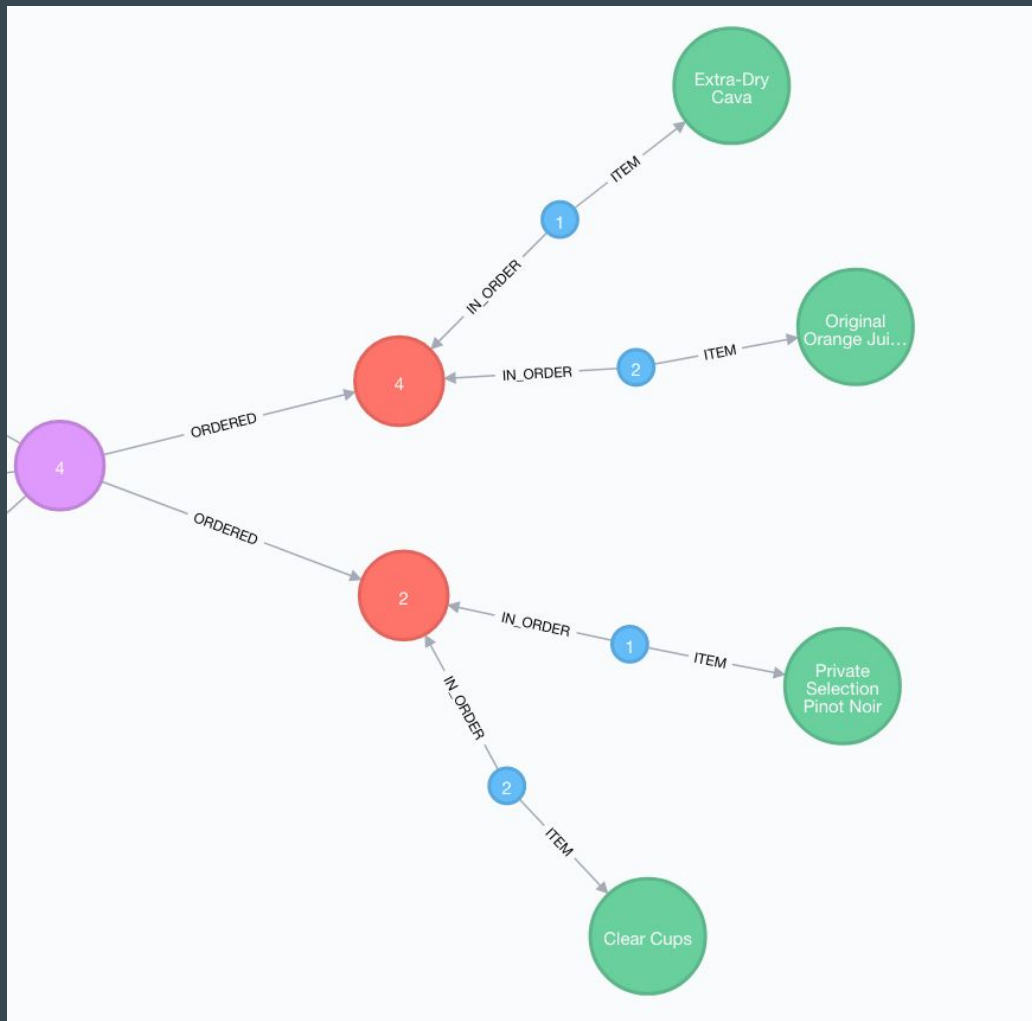 Extra-Dry
Cava
ITEM
1
IN_ORDER
Original
Orange Jui...
ITEM
2
IN_ORDER
4
ORDERED
4
ORDERED
2
IN_ORDER
1
ITEM
Private
Selection
Pinot Noir
IN_ORDER
2
ITEM
Clear Cups